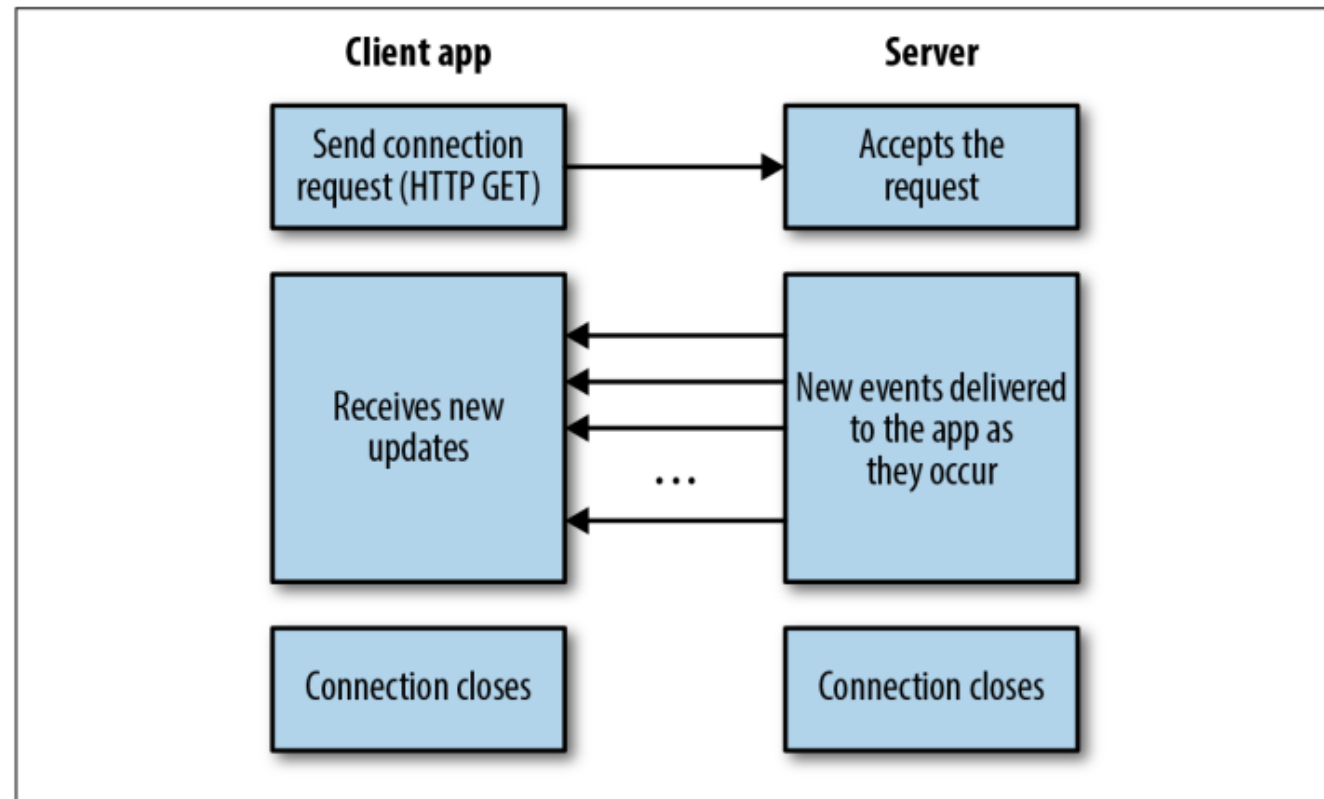 Client app
Server
Send connection
request (HTTP GET)
Accepts the
request
Receives new
updates
...
New events delivered
to the app as
they occur
Connection closes
Connection closes